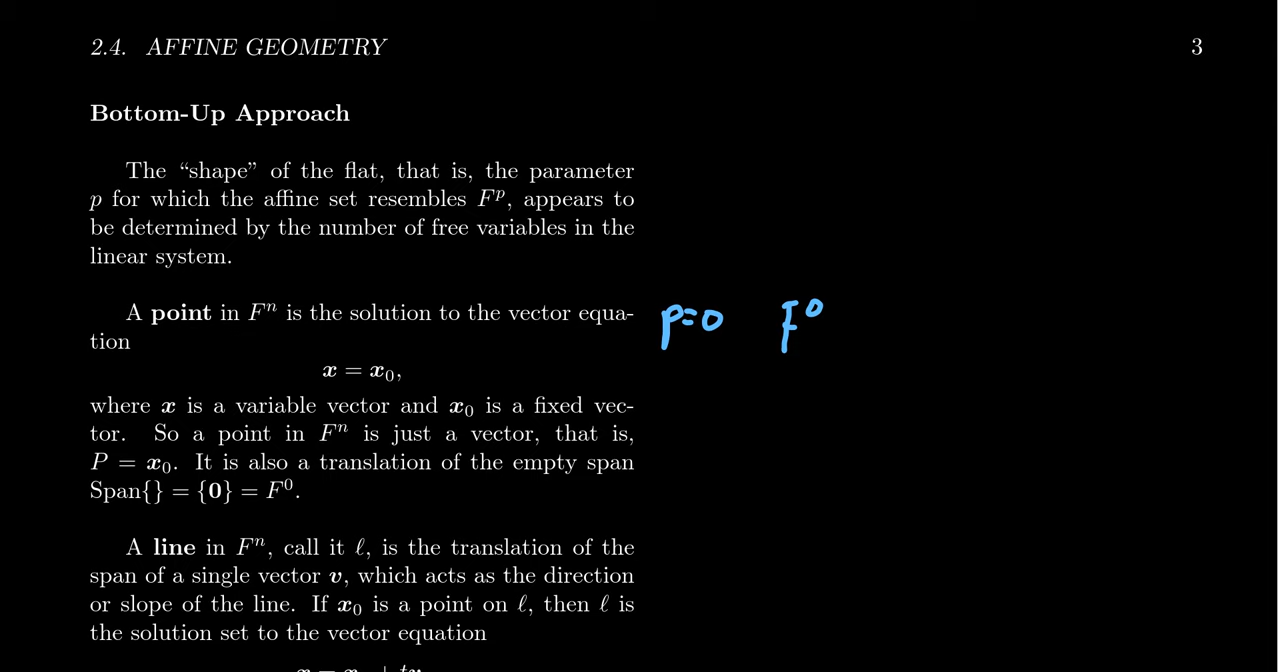 2.4. AFFINE GEOMETRY 3
Bottom-Up Approach
The “shape” of the flat, that is, the parameter
p for which the affine set resembles F^p, appears to
be determined by the number of free variables in the
linear system.
A point in F^n is the solution to the vector equa-
tion
p=0 F^0
x = x₀,
where x is a variable vector and x₀ is a fixed vec-
tor. So a point in F^n is just a vector, that is,
P = x₀. It is also a translation of the empty span
Span{} = {0} = F^0.
A line in F^n, call it ℓ, is the translation of the
span of a single vector v, which acts as the direction
or slope of the line. If x₀ is a point on ℓ, then ℓ is
the solution set to the vector equation